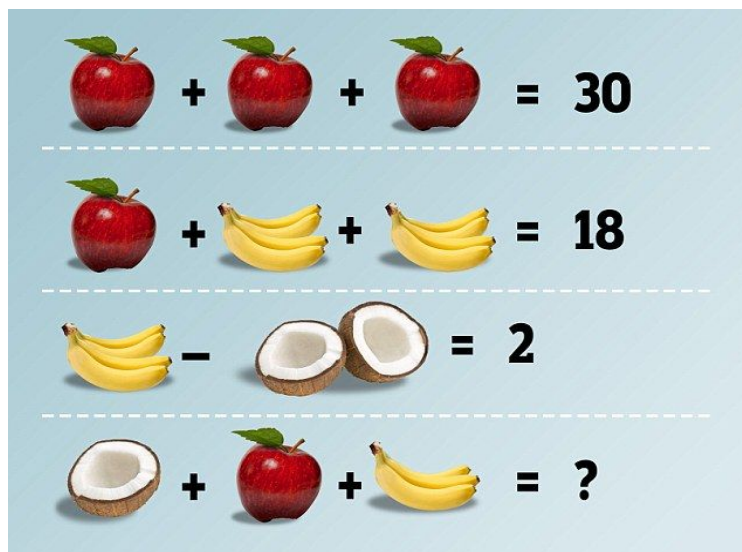 + + = 30
+ + = 18
– = 2
+ + = ?